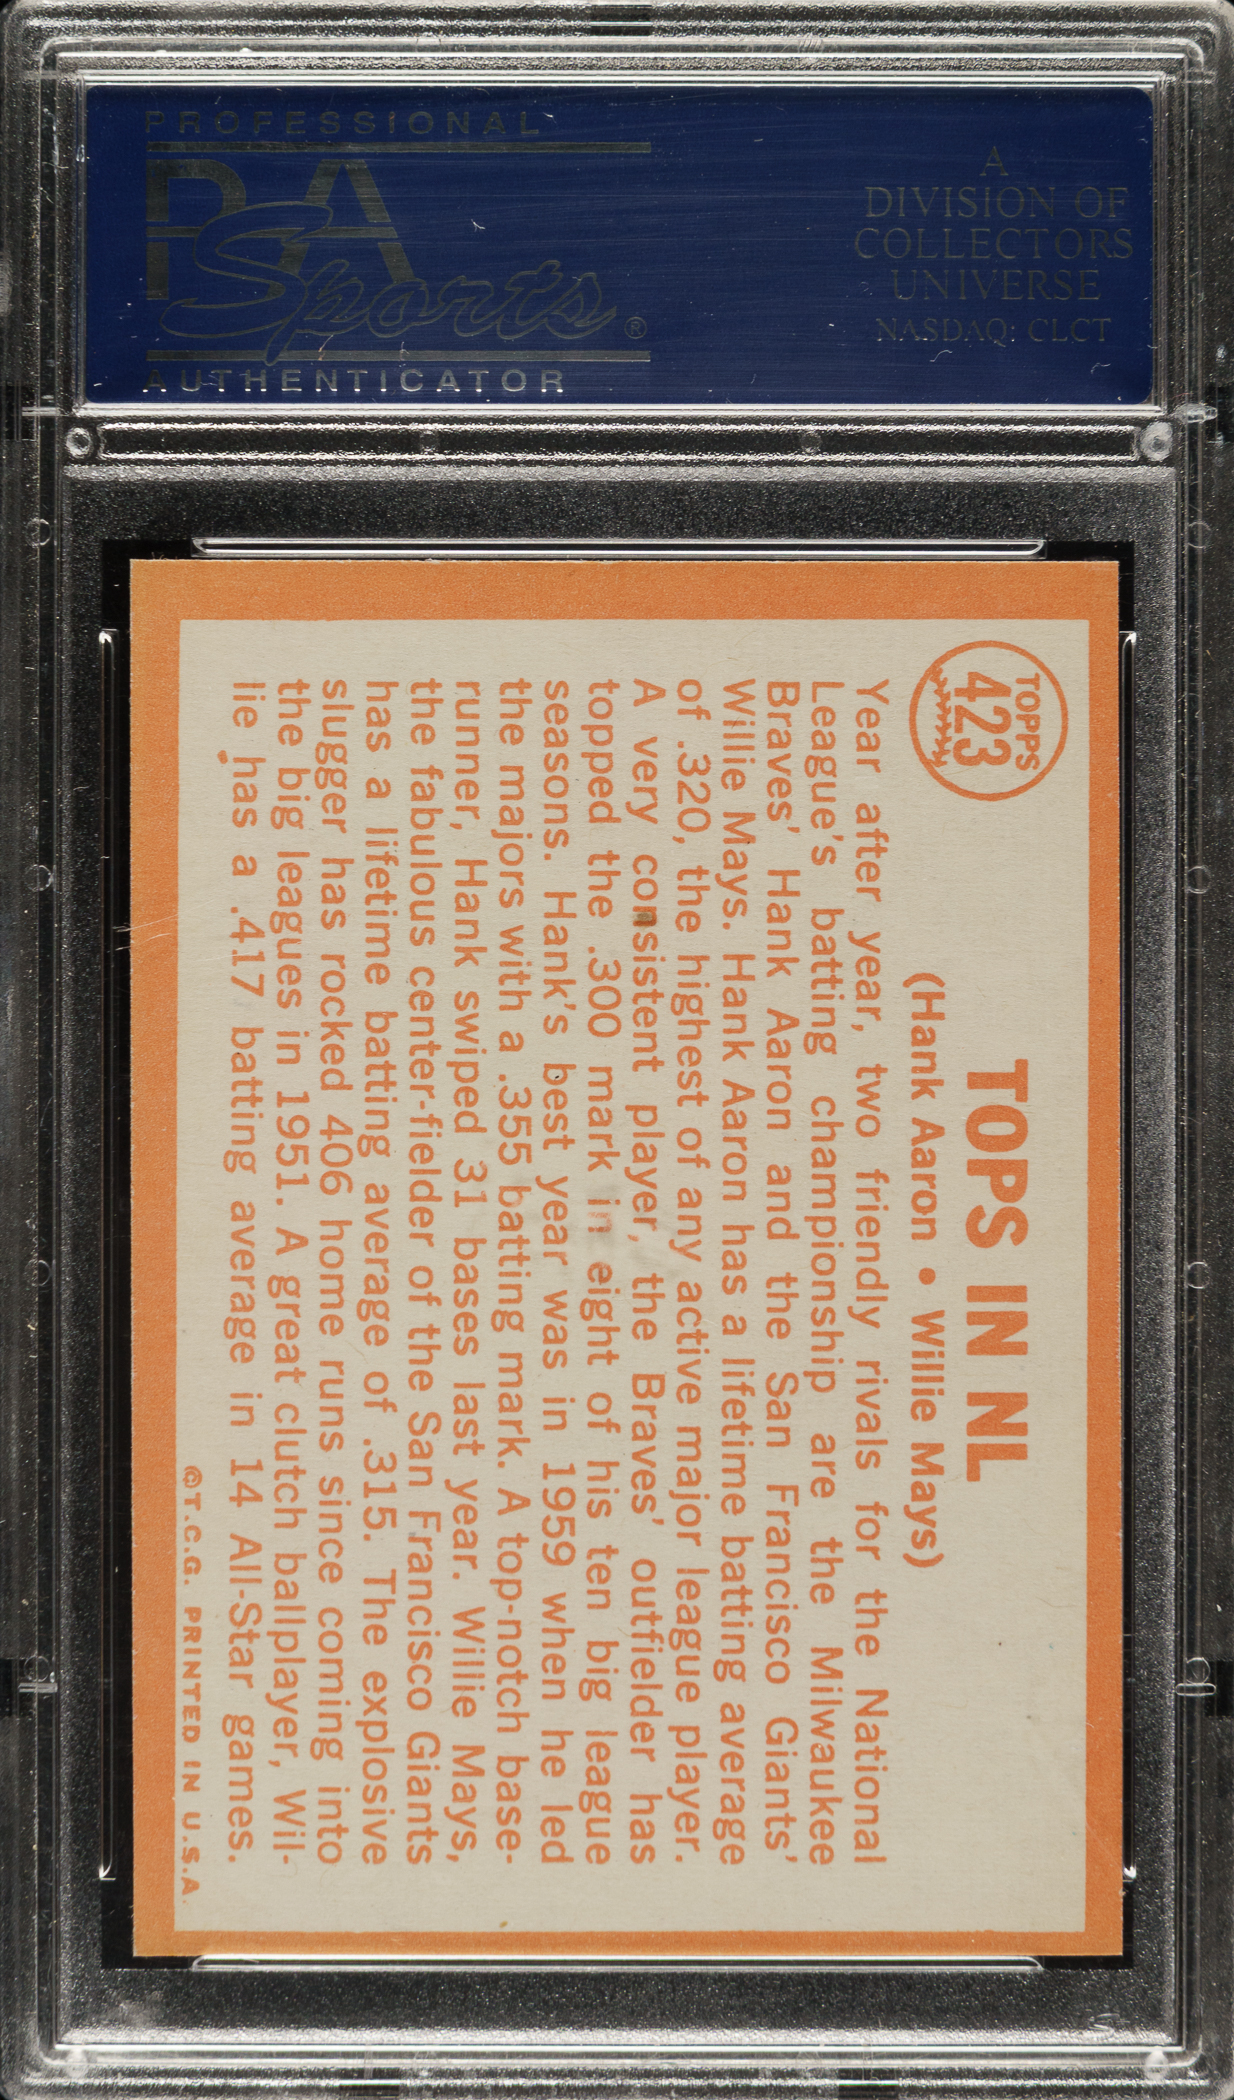 PROFESSIONAL
PSA
Sports®
AUTHENTICATOR
A
DIVISION OF
COLLECTORS
UNIVERSE
NASDAQ: CLCT
TOPPS
423
TOPS IN NL
(Hank Aaron • Willie Mays)
Year after year, two friendly rivals for the National
League's batting championship are the Milwaukee
Braves' Hank Aaron and the San Francisco Giants'
Willie Mays. Hank Aaron has a lifetime batting average
of .320, the highest of any active major league player.
A very consistent player, the Braves' outfielder has
topped the .300 mark in eight of his ten big league
seasons. Hank's best year was in 1959 when he led
the majors with a .355 batting mark. A top-notch base-
runner, Hank swiped 31 bases last year. Willie Mays,
the fabulous center-fielder of the San Francisco Giants
has a lifetime batting average of .315. The explosive
slugger has rocked 406 home runs since coming into
the big leagues in 1951. A great clutch ballplayer, Wil-
lie has a .417 batting average in 14 All-Star games.
©T.C.G. PRINTED IN U.S.A.